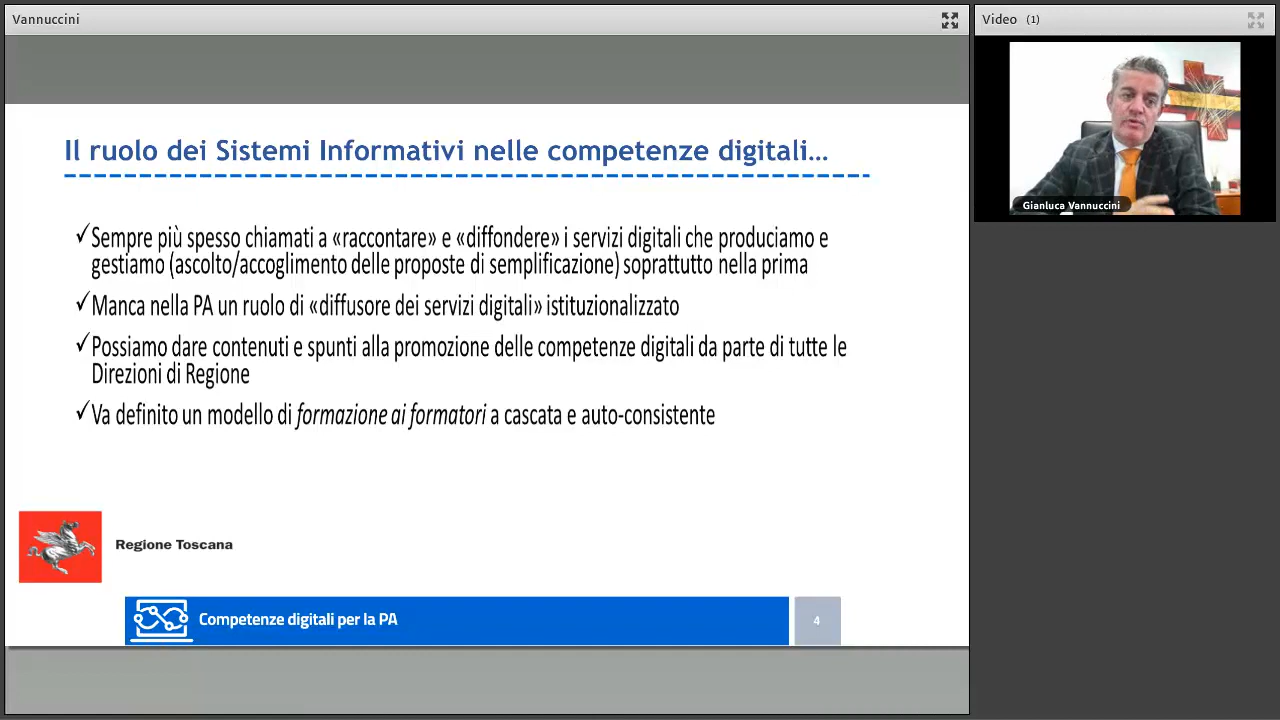 Vannuccini
Video (1)
Gianluca Vannuccini
Il ruolo dei Sistemi Informativi nelle competenze digitali…
✓Sempre più spesso chiamati a «raccontare» e «diffondere» i servizi digitali che produciamo e
gestiamo (ascolto/accoglimento delle proposte di semplificazione) soprattutto nella prima
✓Manca nella PA un ruolo di «diffusore dei servizi digitali» istituzionalizzato
✓Possiamo dare contenuti e spunti alla promozione delle competenze digitali da parte di tutte le
Direzioni di Regione
✓Va definito un modello di formazione ai formatori a cascata e auto-consistente
Regione Toscana
Competenze digitali per la PA
4